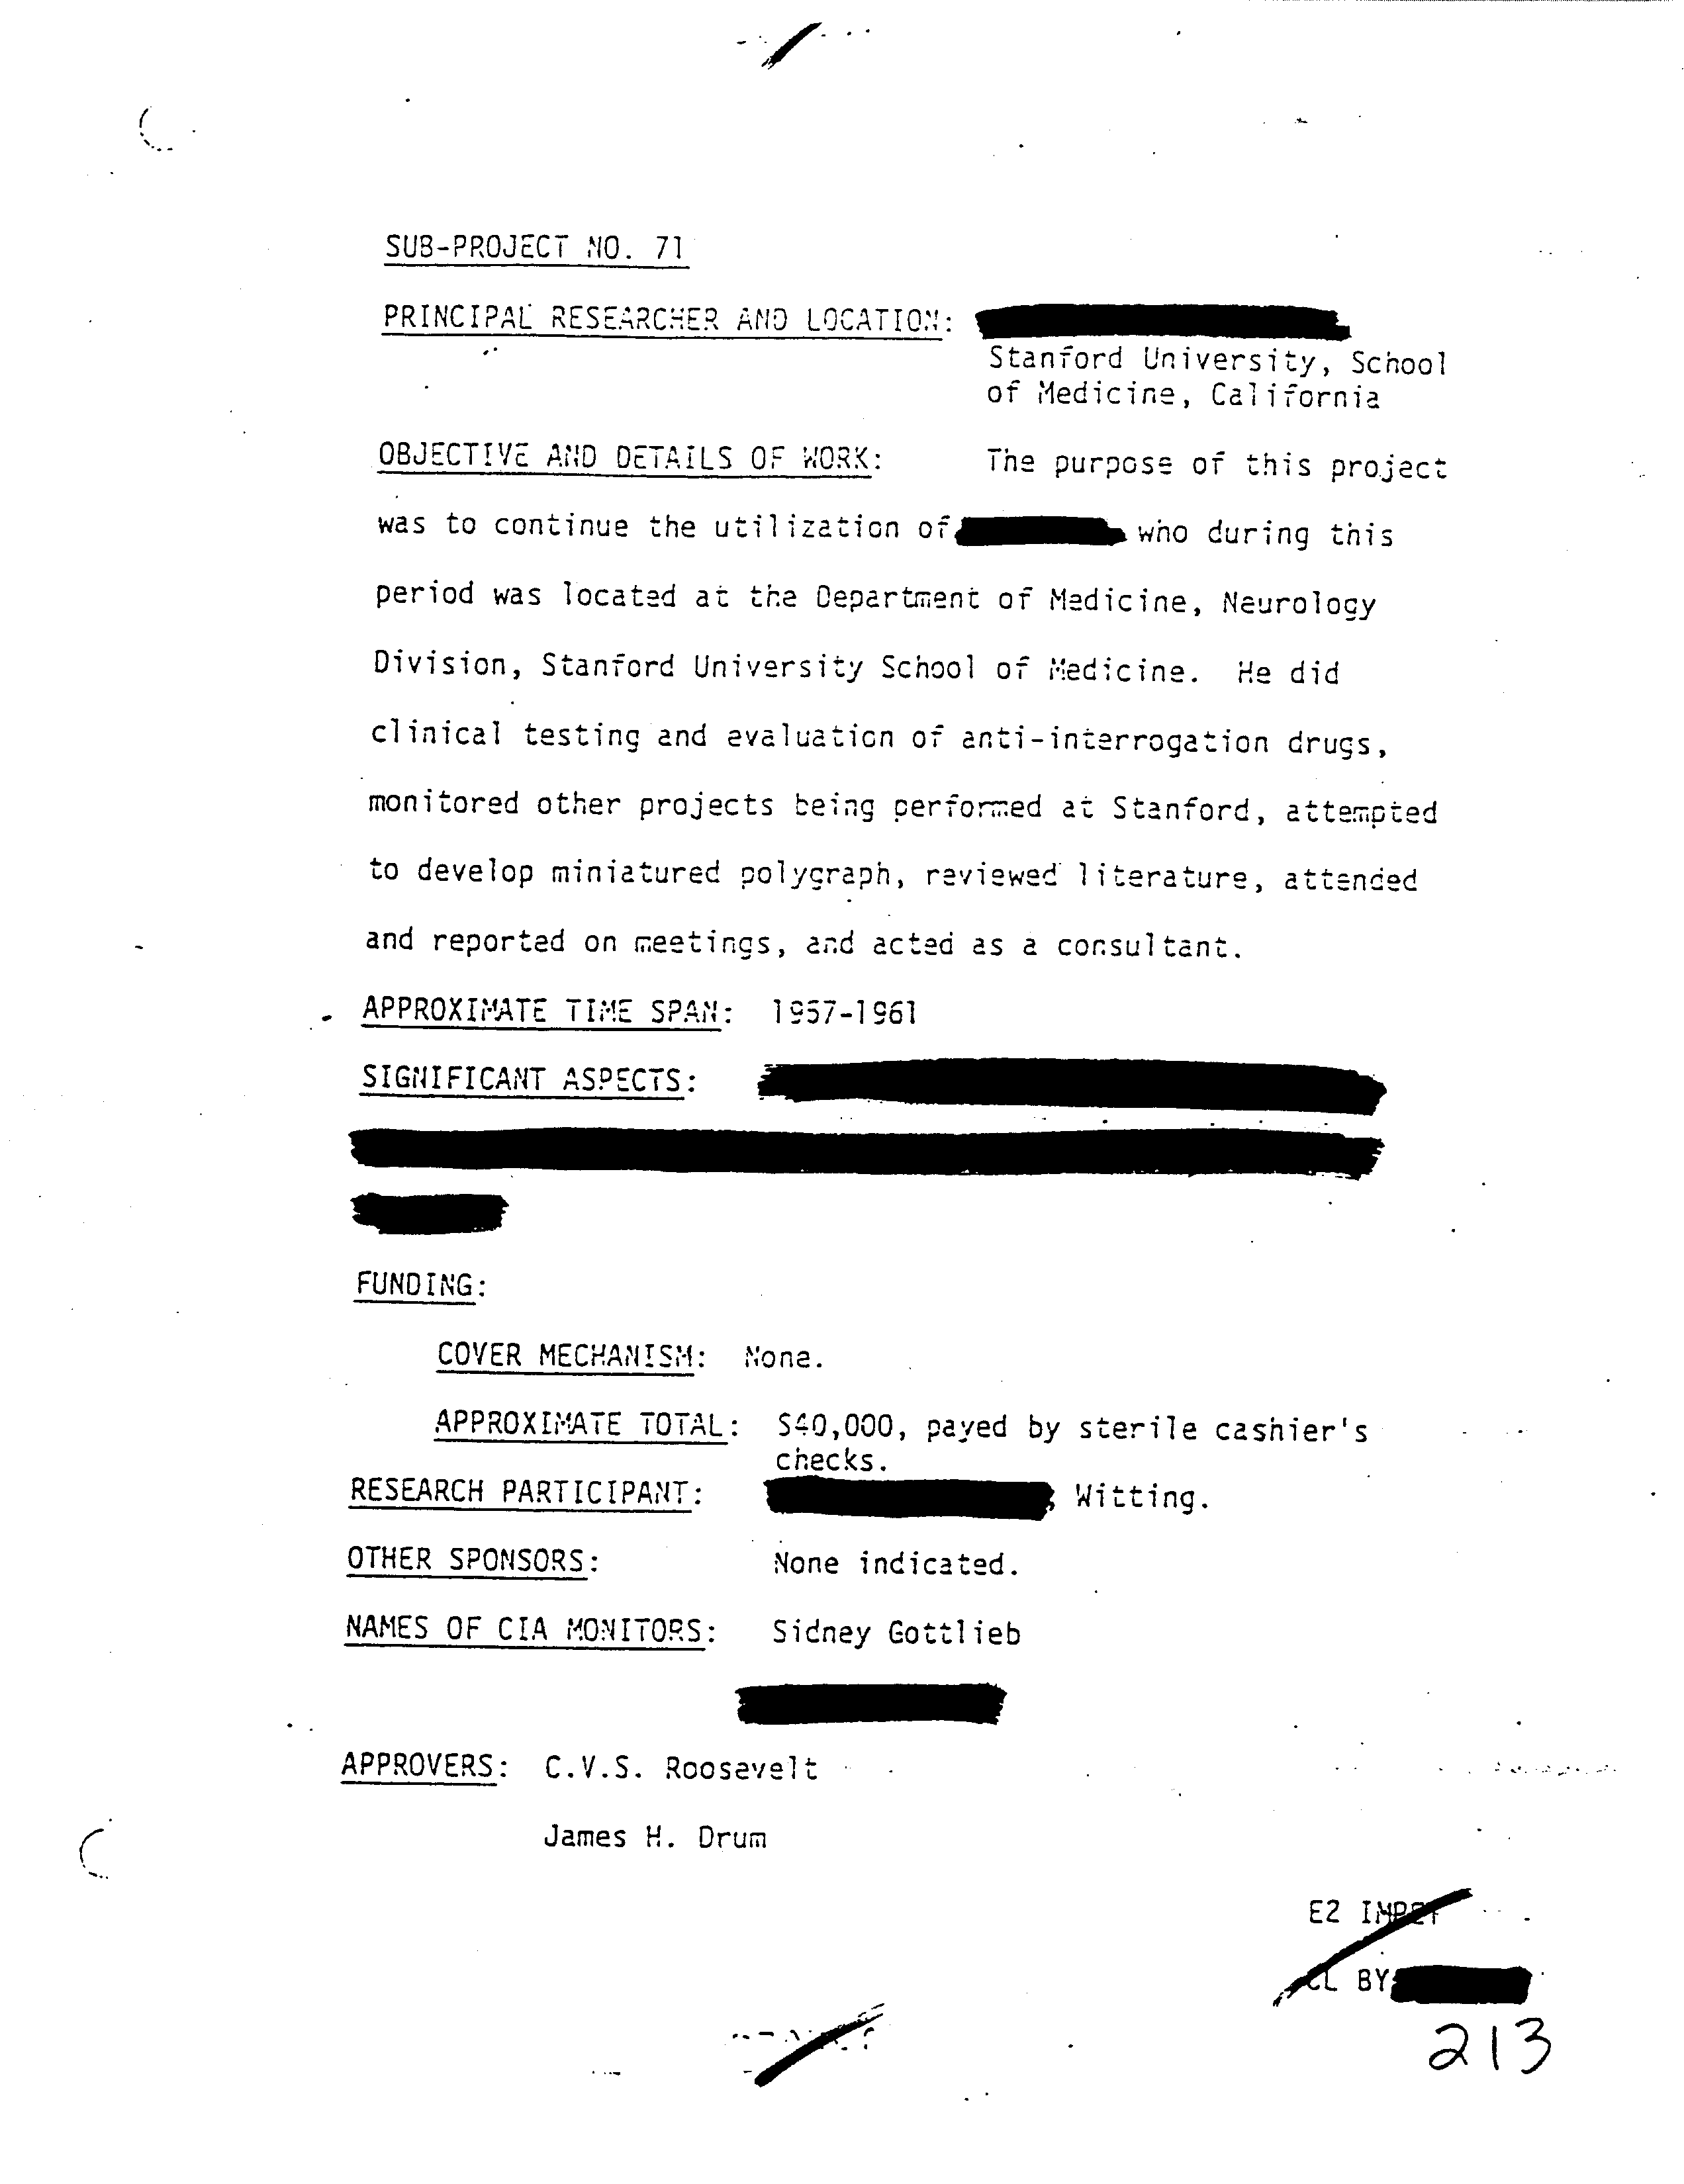 SUB-PROJECT NO. 71
PRINCIPAL RESEARCHER AND LOCATION:
Stanford University, School
of Medicine, California
OBJECTIVE AND DETAILS OF WORK: The purpose of this project
was to continue the utilization of who during this
period was located at the Department of Medicine, Neurology
Division, Stanford University School of Medicine. He did
clinical testing and evaluation of anti-interrogation drugs,
monitored other projects being performed at Stanford, attempted
to develop miniatured polygraph, reviewed literature, attended
and reported on meetings, and acted as a consultant.
APPROXIMATE TIME SPAN: 1957-1961
SIGNIFICANT ASPECTS:
FUNDING:
COVER MECHANISM: None.
APPROXIMATE TOTAL: $40,000, payed by sterile cashier's
checks.
RESEARCH PARTICIPANT: Witting.
OTHER SPONSORS: None indicated.
NAMES OF CIA MONITORS: Sidney Gottlieb
APPROVERS: C.V.S. Roosevelt
James H. Drum
E2 IMPDET
CL BY
213